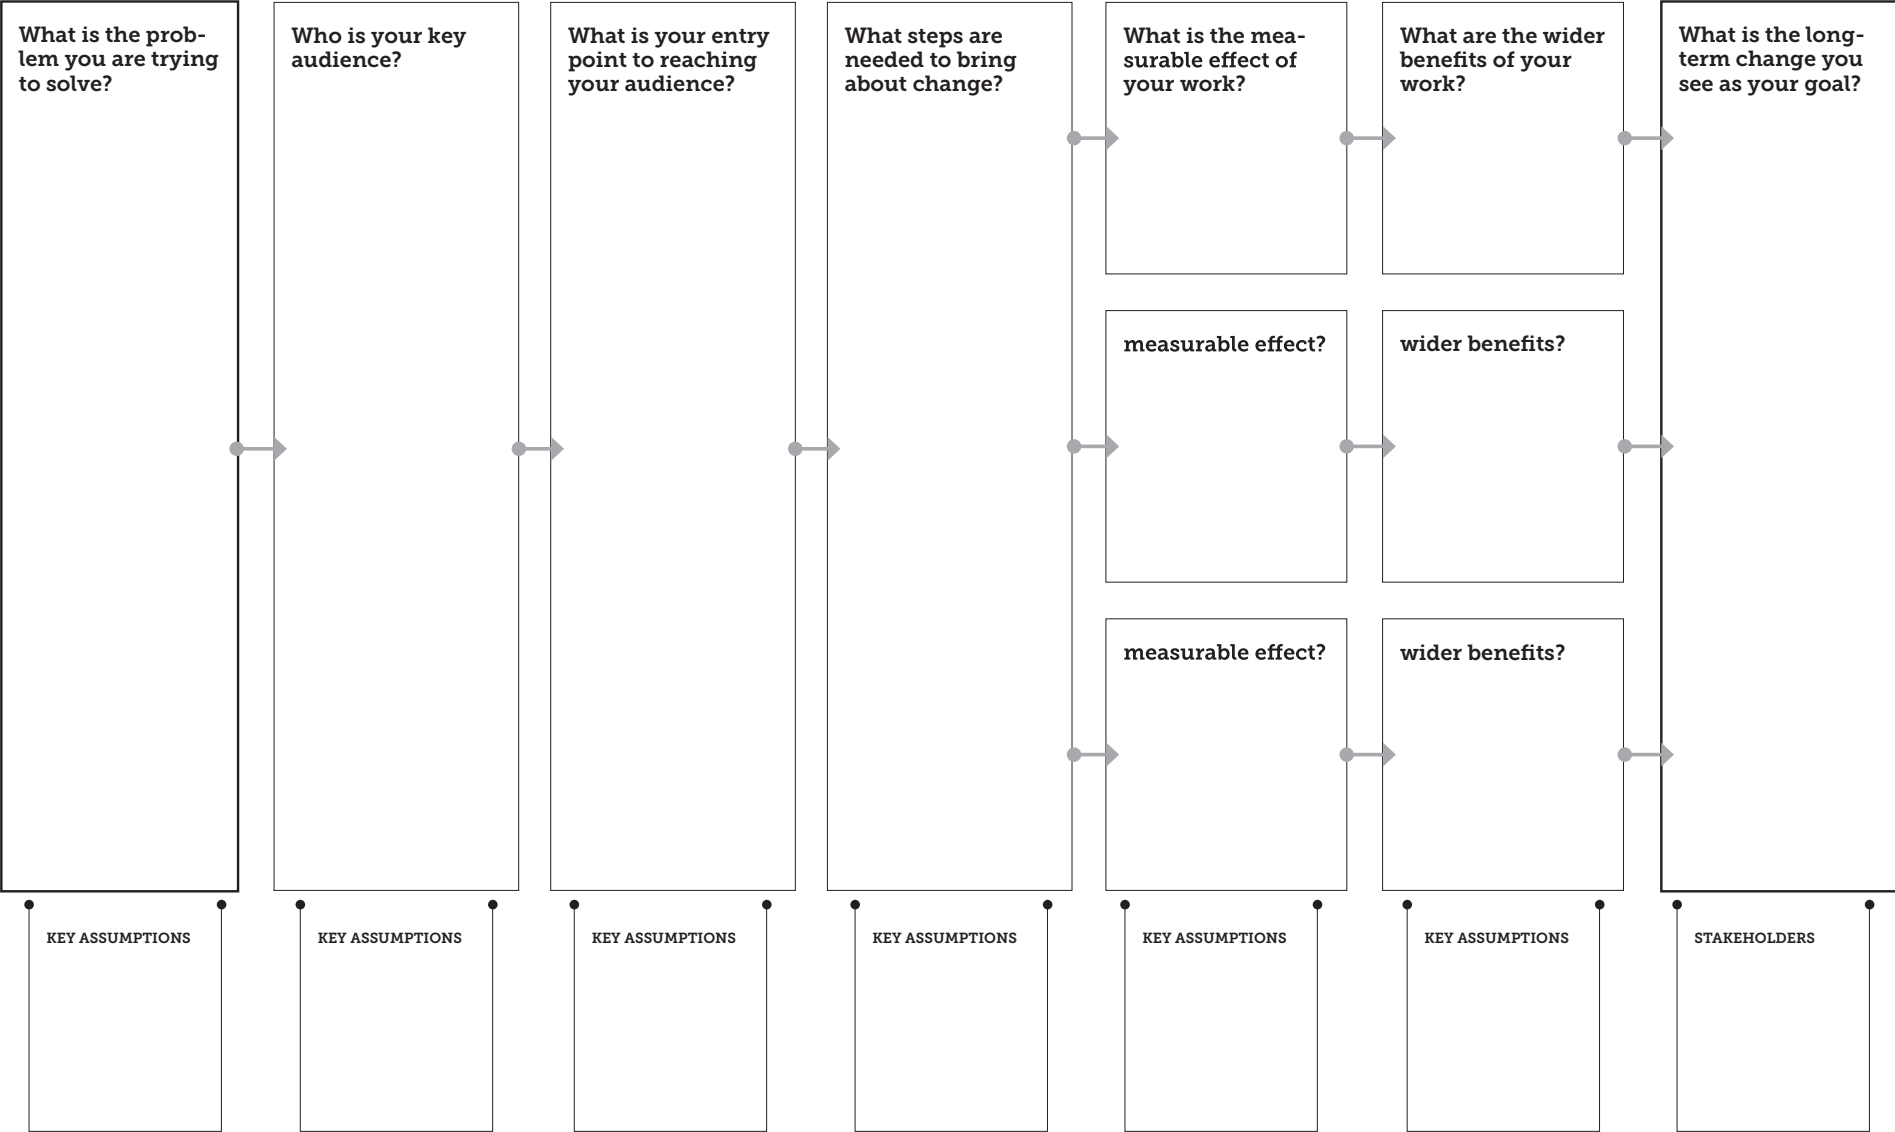 What is the prob-
lem you are trying
to solve?
Who is your key
audience?
What is your entry
point to reaching
your audience?
What steps are
needed to bring
about change?
What is the mea-
surable effect of
your work?
What are the wider
benefits of your
work?
What is the long-
term change you
see as your goal?
measurable effect?
wider benefits?
measurable effect?
wider benefits?
KEY ASSUMPTIONS
KEY ASSUMPTIONS
KEY ASSUMPTIONS
KEY ASSUMPTIONS
KEY ASSUMPTIONS
KEY ASSUMPTIONS
STAKEHOLDERS